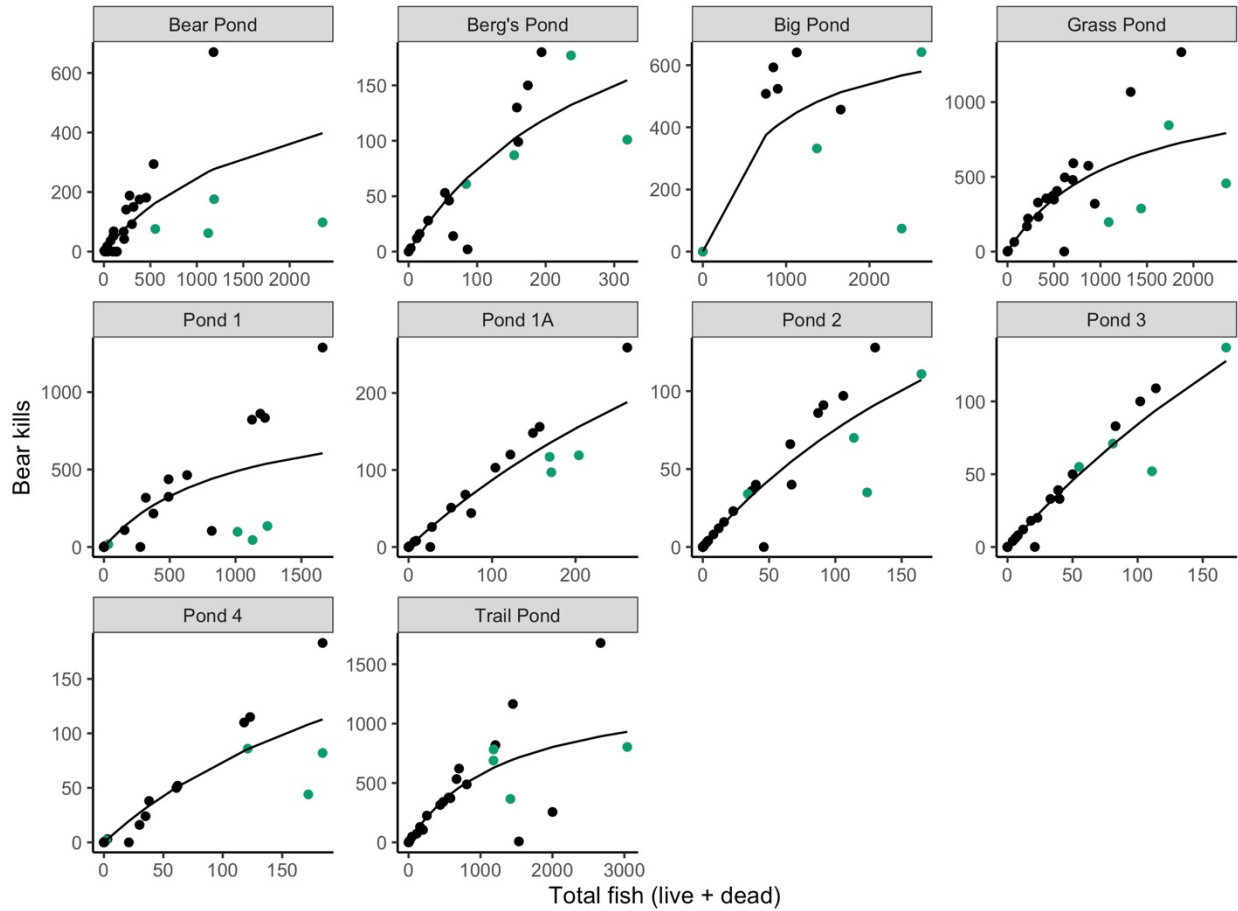 Bear Pond
Berg's Pond
Big Pond
Grass Pond
600
400
200
0
0 500 1000 1500 2000
150
100
50
0
0 100 200 300
600
400
200
0
0 1000 2000
1000
500
0
0 500 1000 1500 2000
Pond 1
Pond 1A
Pond 2
Pond 3
1000
500
0
0 500 1000 1500
200
100
0
0 100 200
100
50
0
0 50 100 150
100
50
0
0 50 100 150
Pond 4
Trail Pond
150
100
50
0
0 50 100 150
1500
1000
500
0
0 1000 2000 3000
Bear kills
Total fish (live + dead)